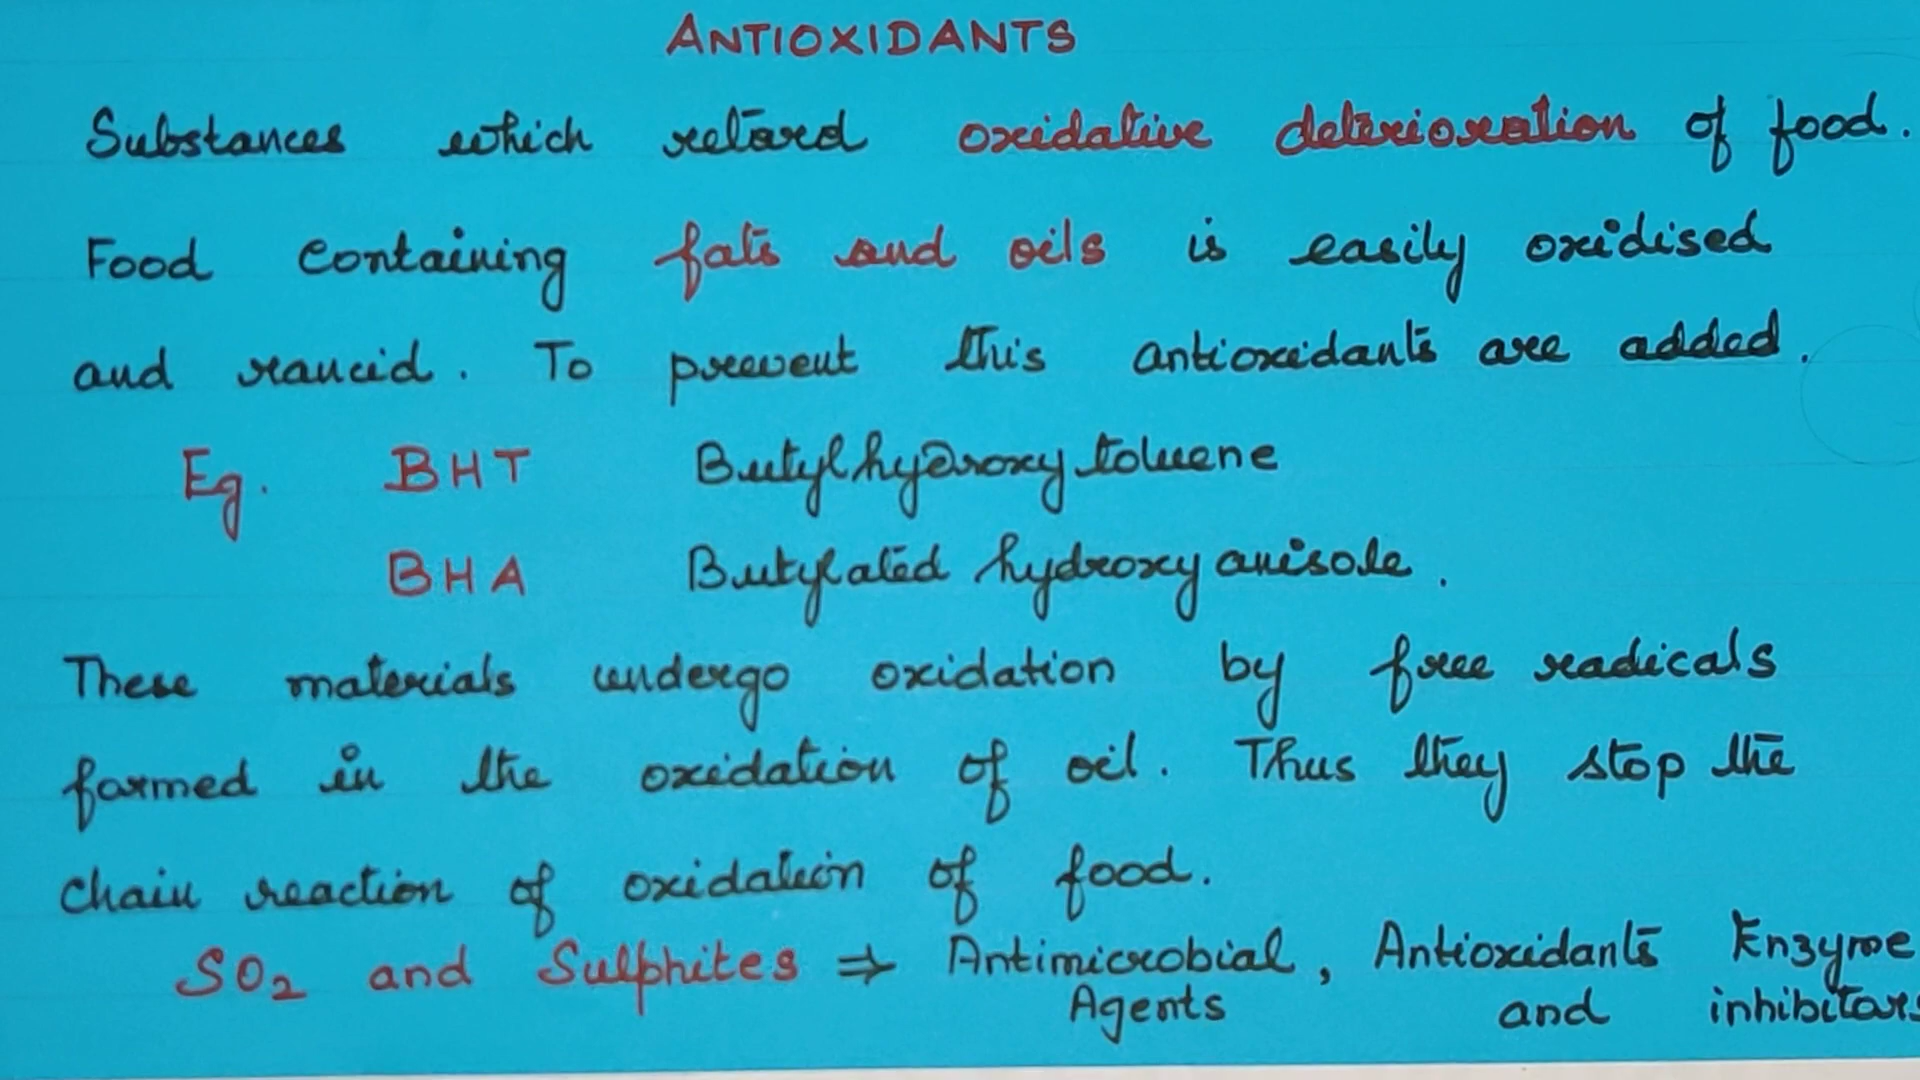 ANTIOXIDANTS
Substances which retard oxidative deterioration of food.
Food containing fats and oils is easily oxidised
and rancid. To prevent this antioxidants are added.
Eg. BHT Butylhydroxytoluene
BHA Butylated hydroxyanisole.
These materials undergo oxidation by free radicals
formed in the oxidation of oil. Thus they stop the
chain reaction of oxidation of food.
SO2 and Sulphites ⇒ Antimicrobial, Antioxidants Enzyme
Agents and inhibitors